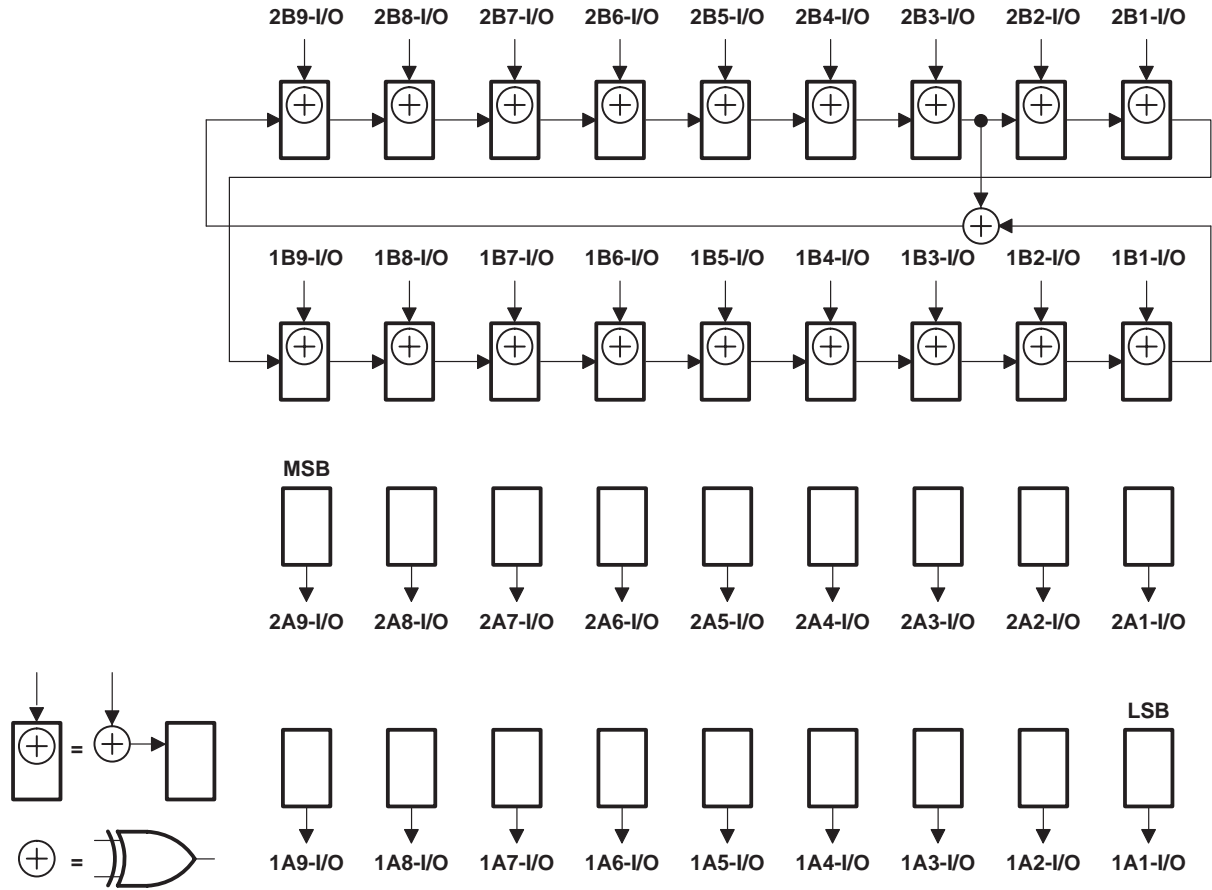 2B9-I/O 2B8-I/O 2B7-I/O 2B6-I/O 2B5-I/O 2B4-I/O 2B3-I/O 2B2-I/O 2B1-I/O
1B9-I/O 1B8-I/O 1B7-I/O 1B6-I/O 1B5-I/O 1B4-I/O 1B3-I/O 1B2-I/O 1B1-I/O
MSB
2A9-I/O 2A8-I/O 2A7-I/O 2A6-I/O 2A5-I/O 2A4-I/O 2A3-I/O 2A2-I/O 2A1-I/O
LSB
=
=
1A9-I/O 1A8-I/O 1A7-I/O 1A6-I/O 1A5-I/O 1A4-I/O 1A3-I/O 1A2-I/O 1A1-I/O